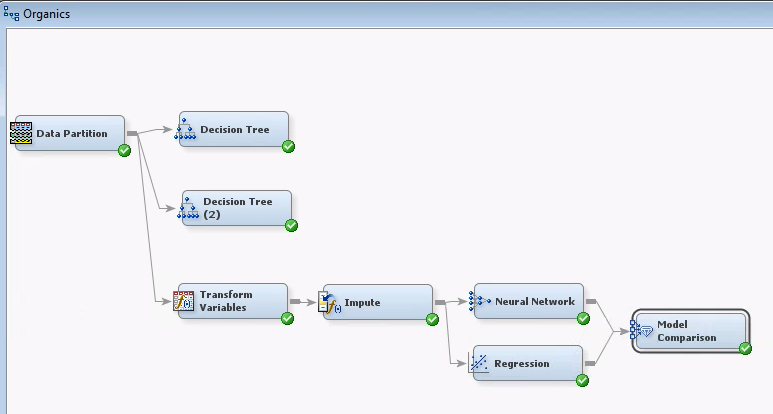 Organics
Data Partition
Decision Tree
Decision Tree
(2)
Transform
Variables
Impute
Neural Network
Regression
Model
Comparison